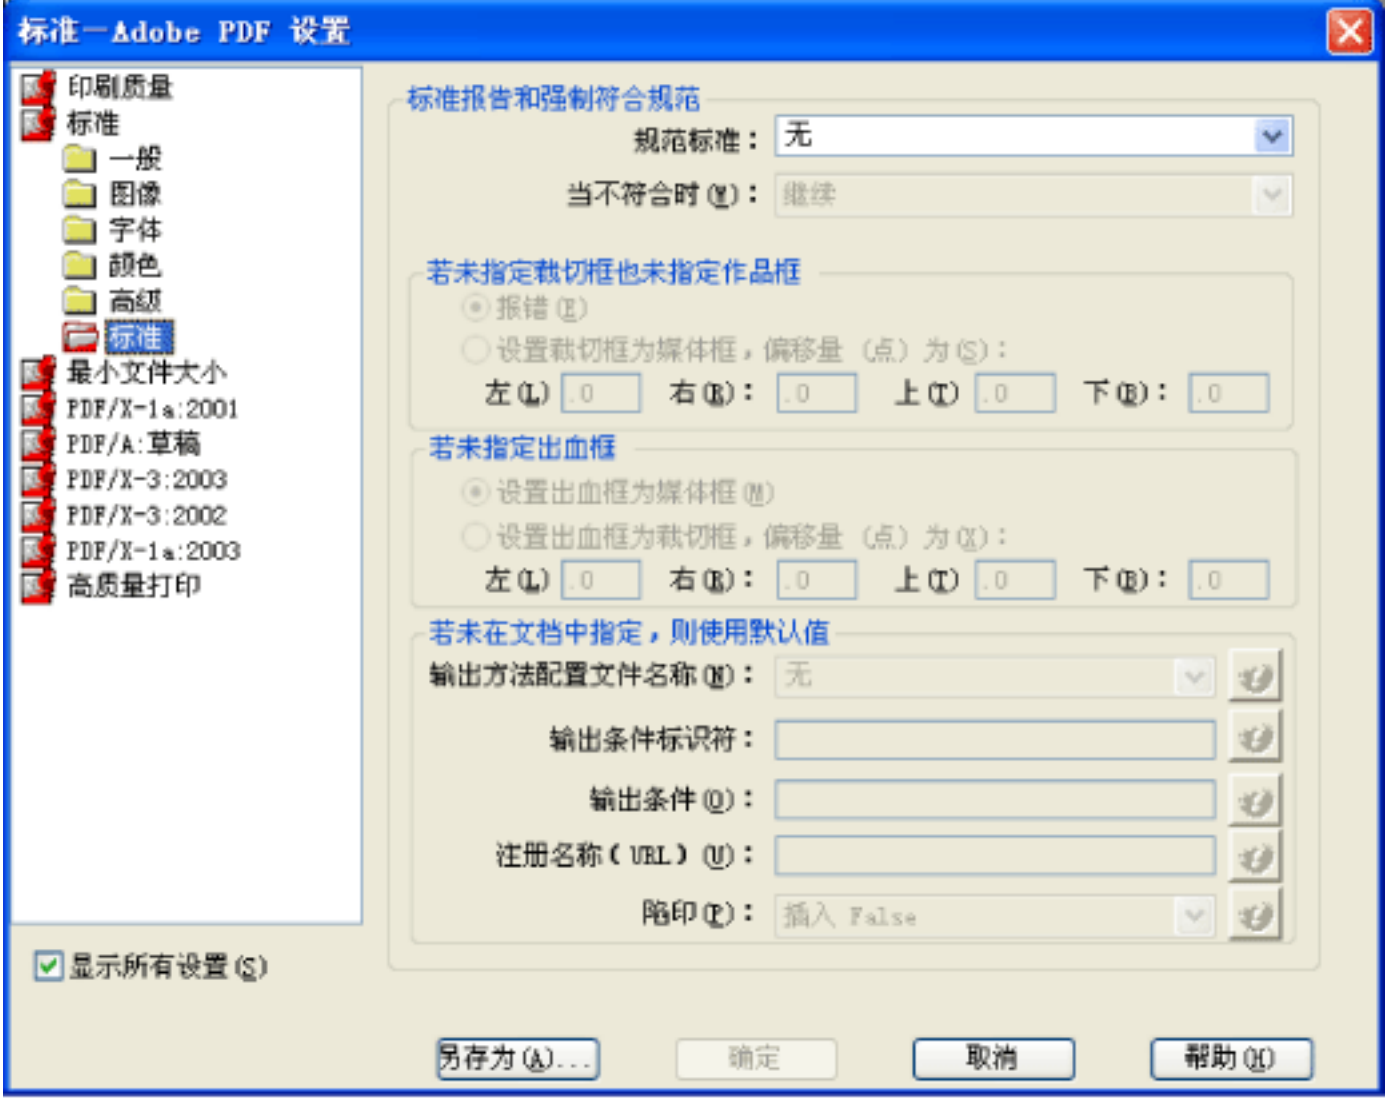 标准—Adobe PDF 设置
印刷质量
标准
一般
图像
字体
颜色
高级
标准
最小文件大小
PDF/X-1a:2001
PDF/A:草稿
PDF/X-3:2003
PDF/X-3:2002
PDF/X-1a:2003
高质量打印
显示所有设置(S)
标准报告和强制符合规范
规范标准： 无
当不符合时(W)： 继续
若未指定裁切框也未指定作品框
报错(E)
设置裁切框为媒体框，偏移量（点）为(S)：
左(L) .0 右(R)： .0 上(T) .0 下(B)： .0
若未指定出血框
设置出血框为媒体框(M)
设置出血框为裁切框，偏移量（点）为(X)：
左(L) .0 右(R)： .0 上(T) .0 下(B)： .0
若未在文档中指定，则使用默认值
输出方法配置文件名称(N)： 无
输出条件标识符：
输出条件(O)：
注册名称(URL)(U)：
陷印(P)： 插入 False
另存为(A)... 确定 取消 帮助(H)